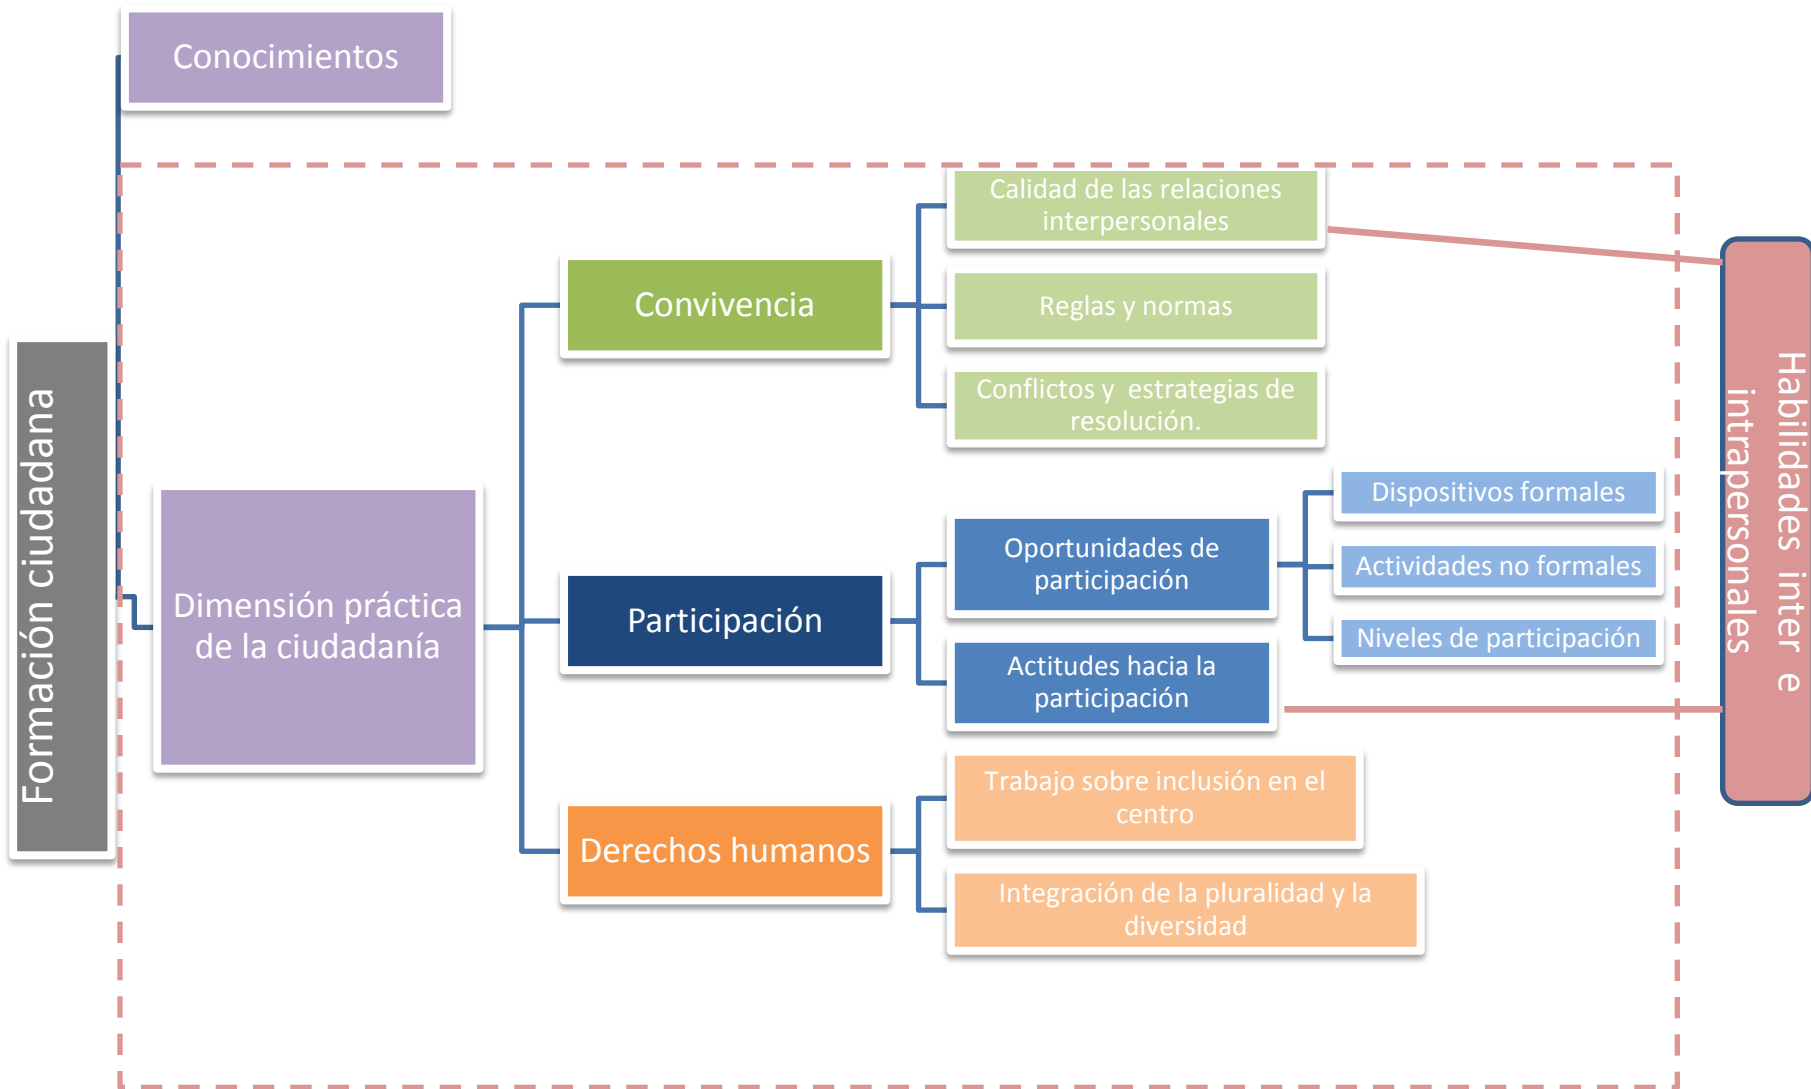 Conocimientos
Formación ciudadana
Dimensión práctica
de la ciudadanía
Convivencia
Calidad de las relaciones
interpersonales
Reglas y normas
Conflictos y  estrategias de
resolución.
Participación
Oportunidades de
participación
Dispositivos formales
Actividades no formales
Niveles de participación
Actitudes hacia la
participación
Derechos humanos
Trabajo sobre inclusión en el
centro
Integración de la pluralidad y la
diversidad
Habilidades inter e
intrapersonales